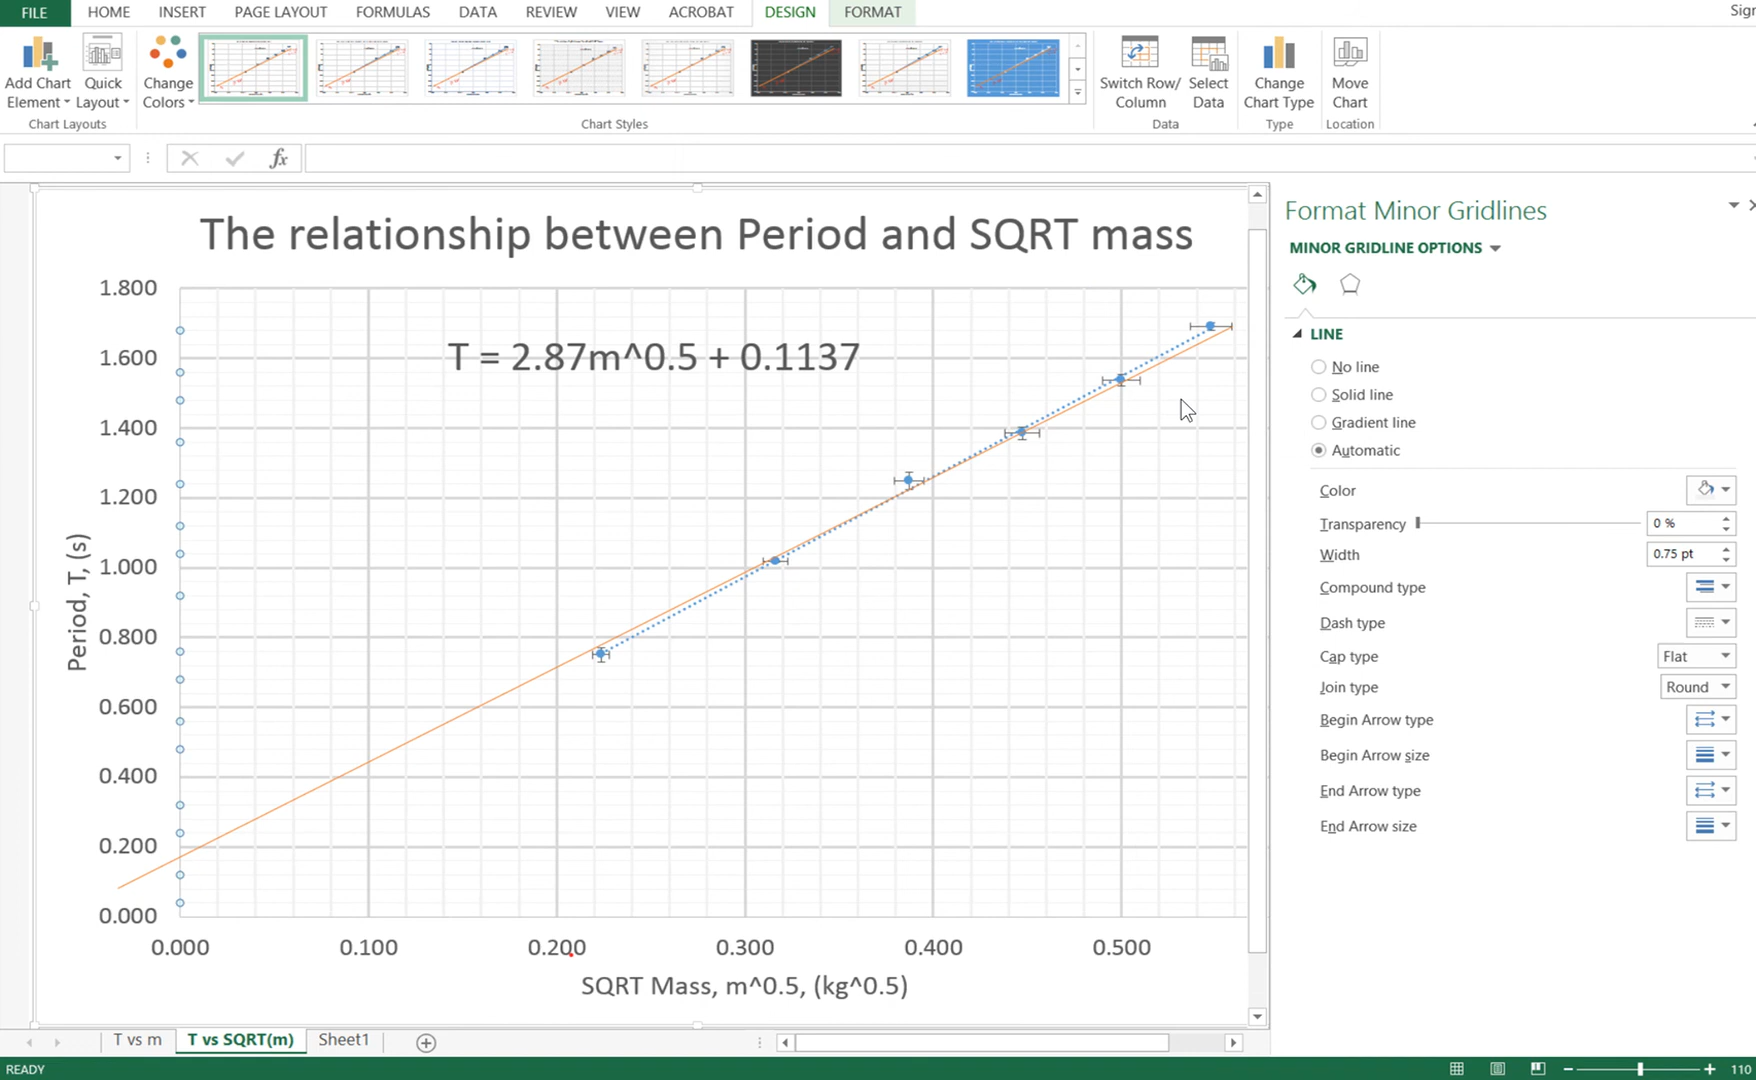 FILE HOME INSERT PAGE LAYOUT FORMULAS DATA REVIEW VIEW ACROBAT DESIGN FORMAT Sign
Add Chart Element
Quick Layout
Change Colors
Switch Row/ Column
Select Data
Change Chart Type
Move Chart
Chart Layouts Chart Styles Data Type Location
fx
The relationship between Period and SQRT mass
T = 2.87m^0.5 + 0.1137
1.800
1.600
1.400
1.200
1.000
0.800
0.600
0.400
0.200
0.000
Period, T, (s)
0.000 0.100 0.200 0.300 0.400 0.500
SQRT Mass, m^0.5, (kg^0.5)
Format Minor Gridlines
MINOR GRIDLINE OPTIONS
LINE
No line
Solid line
Gradient line
Automatic
Color
Transparency 0 %
Width 0.75 pt
Compound type
Dash type
Cap type Flat
Join type Round
Begin Arrow type
Begin Arrow size
End Arrow type
End Arrow size
T vs m T vs SQRT(m) Sheet1
READY 110